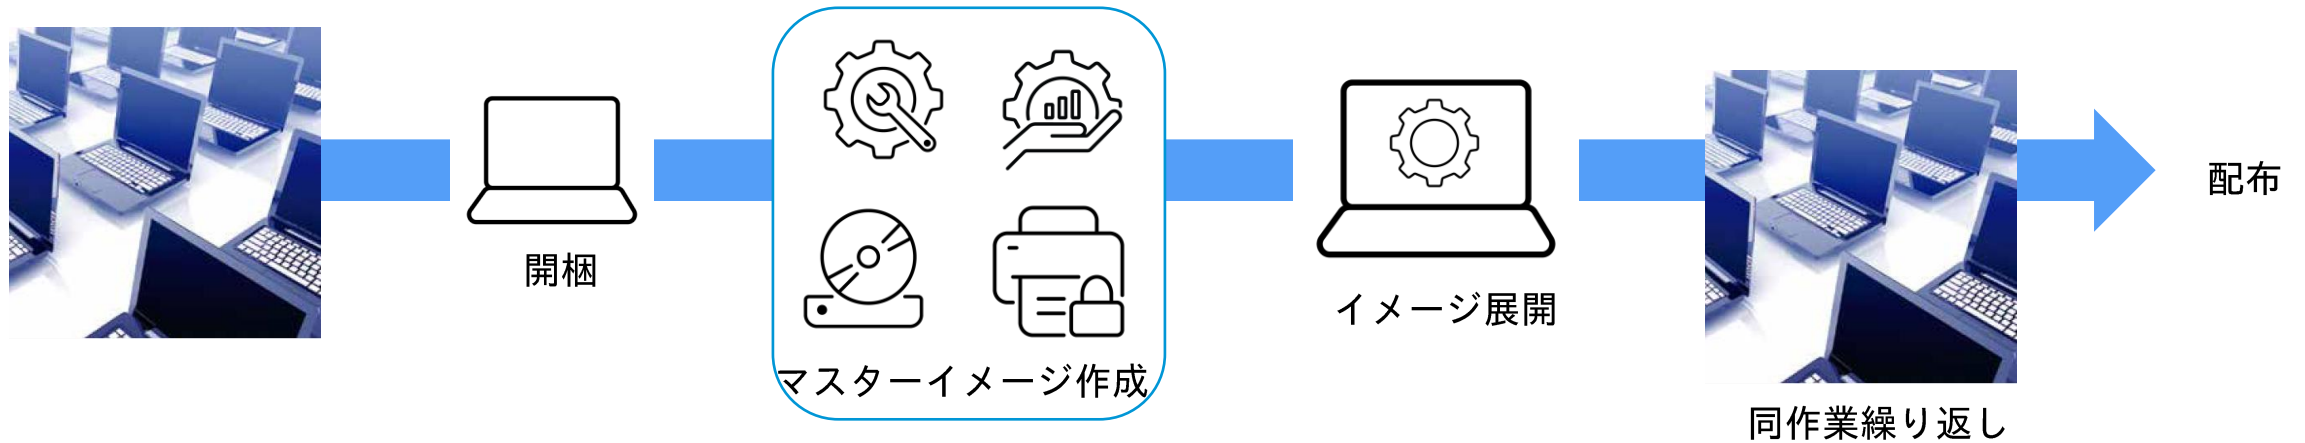 開梱
マスターイメージ作成
イメージ展開
同作業繰り返し
配布